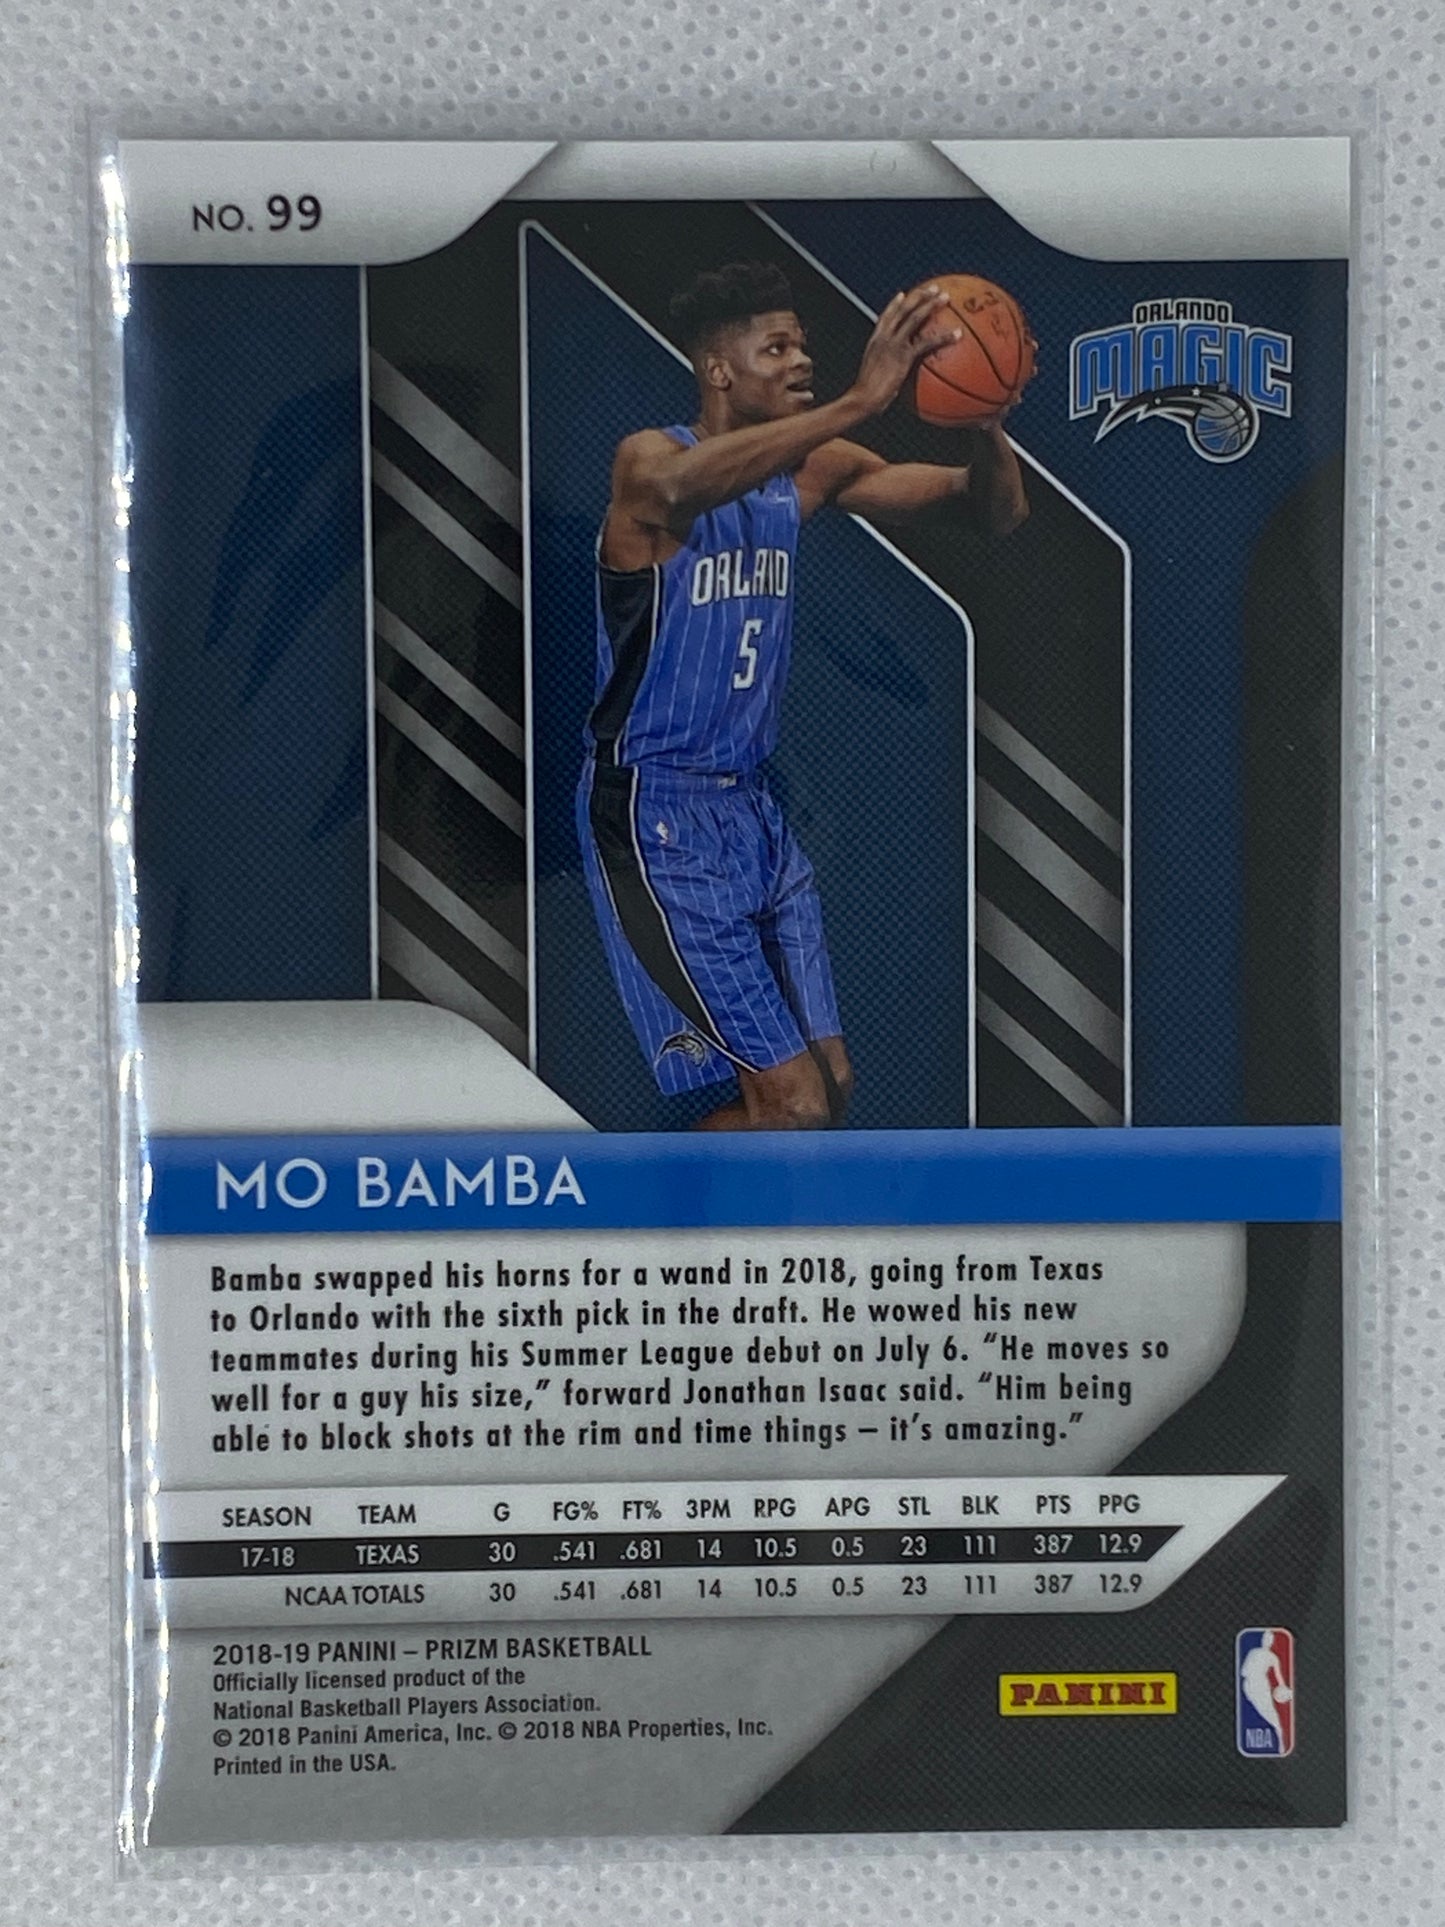 NO. 99
ORLANDO
MAGIC
ORLAND
5
MO BAMBA
Bamba swapped his horns for a wand in 2018, going from Texas
to Orlando with the sixth pick in the draft. He wowed his new
teammates during his Summer League debut on July 6. “He moves so
well for a guy his size,” forward Jonathan Isaac said. “Him being
able to block shots at the rim and time things – it’s amazing.”
SEASON TEAM G FG% FT% 3PM RPG APG STL BLK PTS PPG
17-18 TEXAS 30 .541 .681 14 10.5 0.5 23 111 387 12.9
NCAA TOTALS 30 .541 .681 14 10.5 0.5 23 111 387 12.9
2018-19 PANINI – PRIZM BASKETBALL
Officially licensed product of the
National Basketball Players Association.
© 2018 Panini America, Inc. © 2018 NBA Properties, Inc.
Printed in the USA.
PANINI
NBA